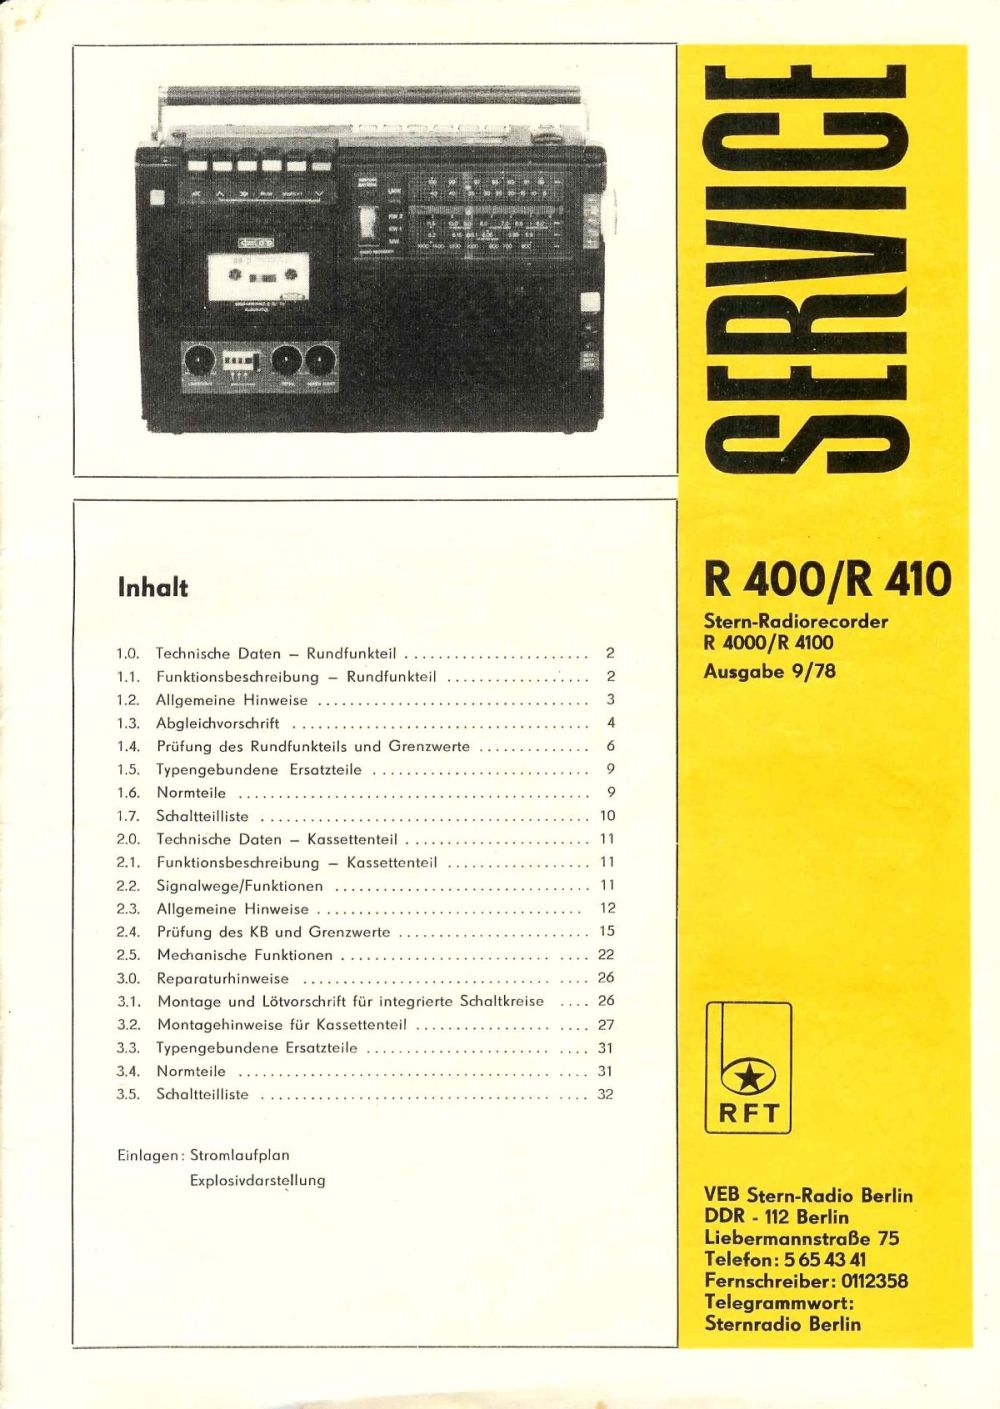 SERVICE
R 400/R 410
Stern-Radiorecorder
R 4000/R 4100
Ausgabe 9/78
Inhalt
1.0. Technische Daten – Rundfunkteil ...................... 2
1.1. Funktionsbeschreibung – Rundfunkteil ................. 2
1.2. Allgemeine Hinweise ................................ 3
1.3. Abgleichvorschrift .................................... 4
1.4. Prüfung des Rundfunkteils und Grenzwerte .............. 6
1.5. Typengebundene Ersatzteile .......................... 9
1.6. Normteile .......................................... 9
1.7. Schaltteilliste ....................................... 10
2.0. Technische Daten – Kassettenteil ...................... 11
2.1. Funktionsbeschreibung – Kassettenteil ................. 11
2.2. Signalwege/Funktionen .............................. 11
2.3. Allgemeine Hinweise ................................ 12
2.4. Prüfung des KB und Grenzwerte ....................... 15
2.5. Mechanische Funktionen ......................... .... 22
3.0. Reparaturhinweise .............................. .... 26
3.1. Montage und Lötvorschrift für integrierte Schaltkreise .... 26
3.2. Montagehinweise für Kassettenteil ................ .... 27
3.3. Typengebundene Ersatzteile ...................... .... 31
3.4. Normteile ..................................... .... 31
3.5. Schaltteilliste .................................. .... 32
Einlagen: Stromlaufplan
Explosivdarstellung
RFT
VEB Stern-Radio Berlin
DDR - 112 Berlin
Liebermannstraße 75
Telefon: 5 65 43 41
Fernschreiber: 0112358
Telegrammwort:
Sternradio Berlin